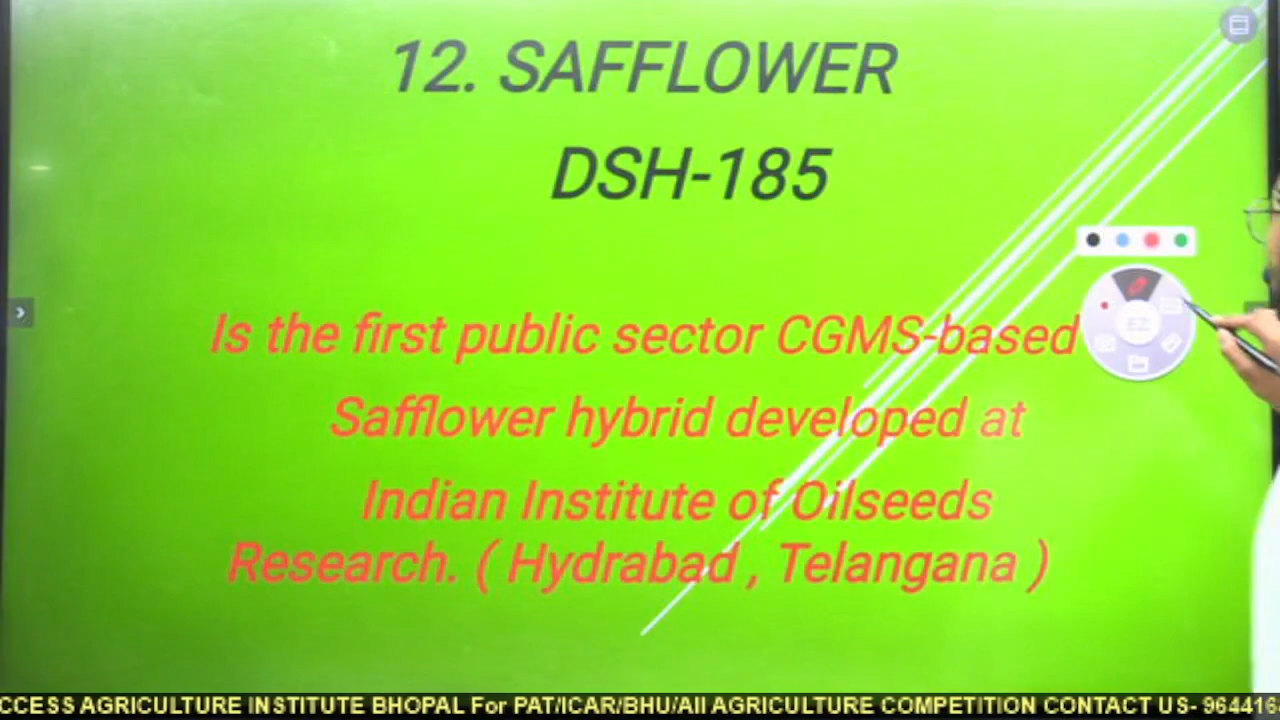 12. SAFFLOWER
DSH-185
Is the first public sector CGMS-based
Safflower hybrid developed at
Indian Institute of Oilseeds
Research. ( Hydrabad , Telangana )
CCESS AGRICULTURE INSTITUTE BHOPAL For PAT/ICAR/BHU/All AGRICULTURE COMPETITION CONTACT US- 964416